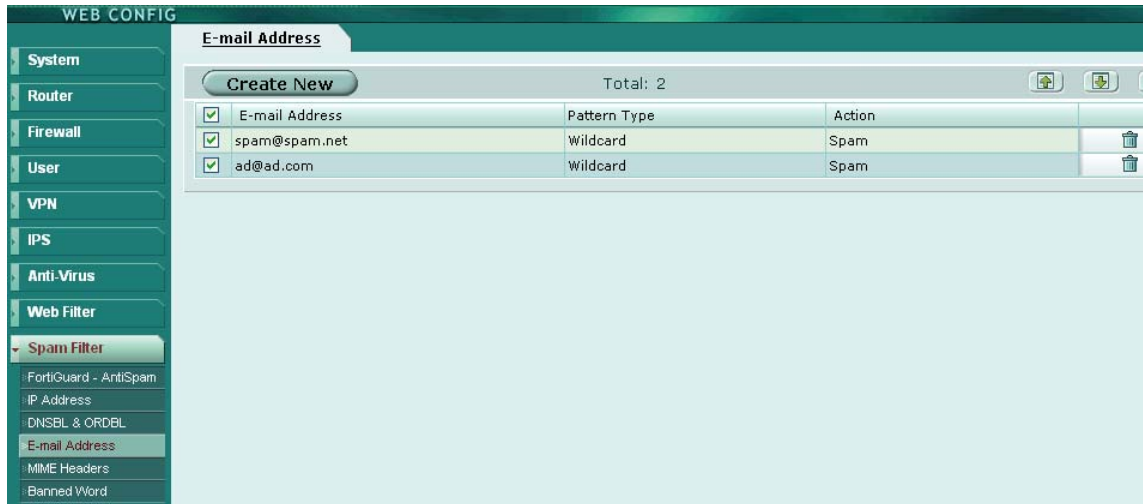 WEB CONFIG
E-mail Address
System
Router
Firewall
User
VPN
IPS
Anti-Virus
Web Filter
Spam Filter
FortiGuard - AntiSpam
IP Address
DNSBL & ORDBL
E-mail Address
MIME Headers
Banned Word
Create New
Total: 2
E-mail Address Pattern Type Action
spam@spam.net Wildcard Spam
ad@ad.com Wildcard Spam